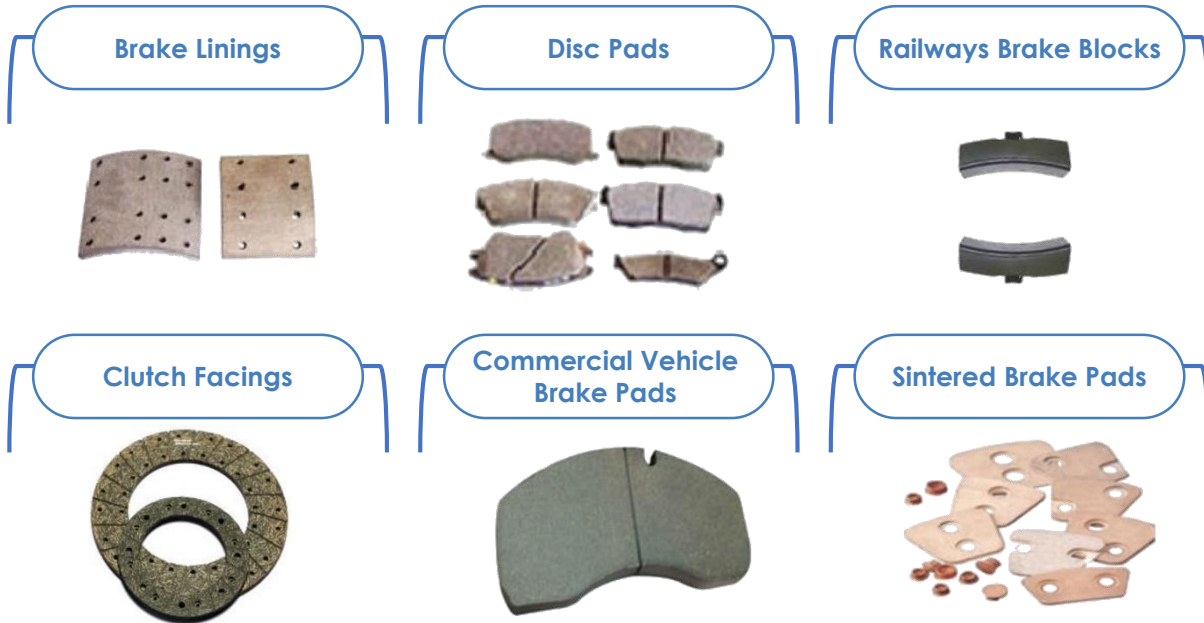 Brake Linings
Disc Pads
Railways Brake Blocks
Clutch Facings
Commercial Vehicle
Brake Pads
Sintered Brake Pads